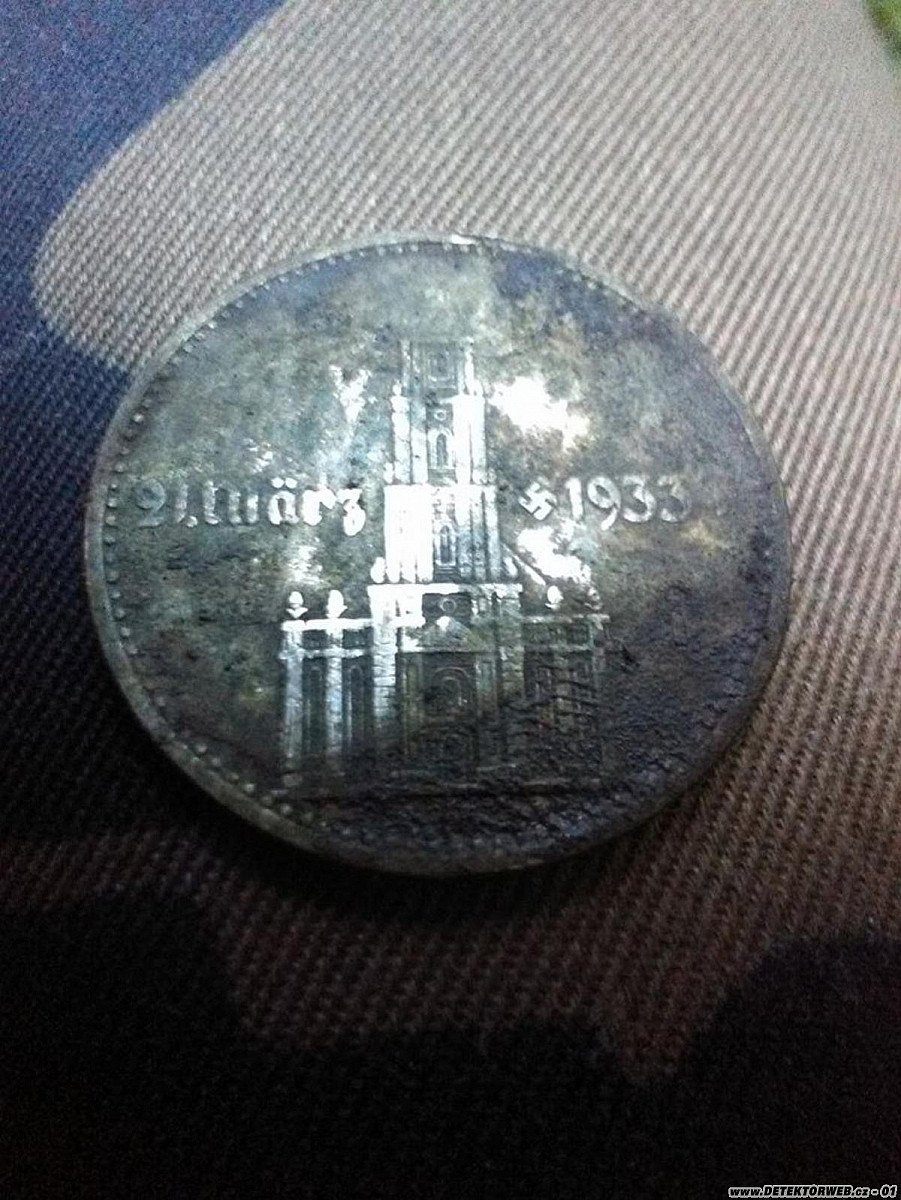 21. März 1933
www.DETEKTORWEB.cz - 01